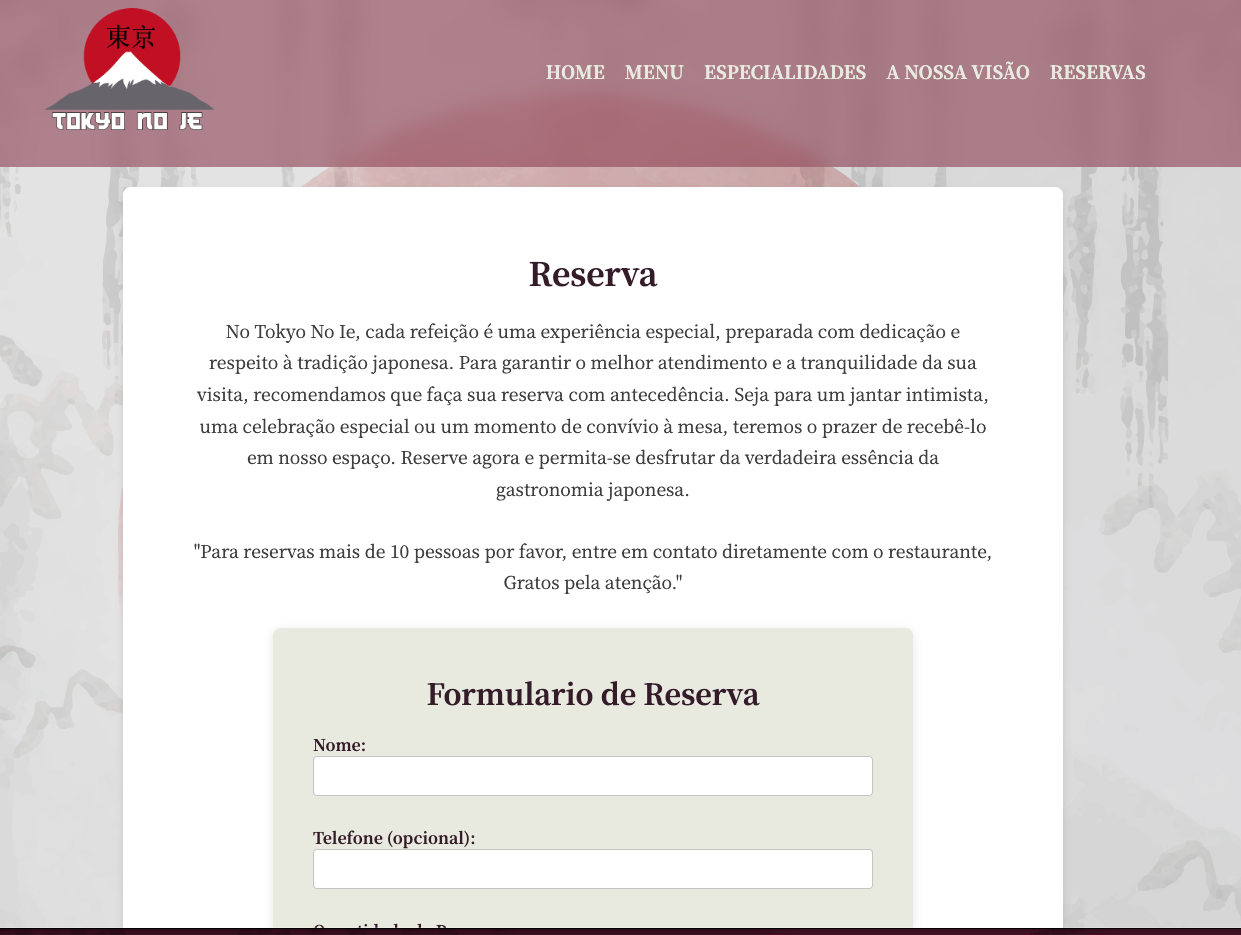 東京
TOKYO NO IE
HOME MENU ESPECIALIDADES A NOSSA VISÃO RESERVAS
Reserva
No Tokyo No Ie, cada refeição é uma experiência especial, preparada com dedicação e
respeito à tradição japonesa. Para garantir o melhor atendimento e a tranquilidade da sua
visita, recomendamos que faça sua reserva com antecedência. Seja para um jantar intimista,
uma celebração especial ou um momento de convívio à mesa, teremos o prazer de recebê-lo
em nosso espaço. Reserve agora e permita-se desfrutar da verdadeira essência da
gastronomia japonesa.
"Para reservas mais de 10 pessoas por favor, entre em contato diretamente com o restaurante,
Gratos pela atenção."
Formulario de Reserva
Nome:
Telefone (opcional):